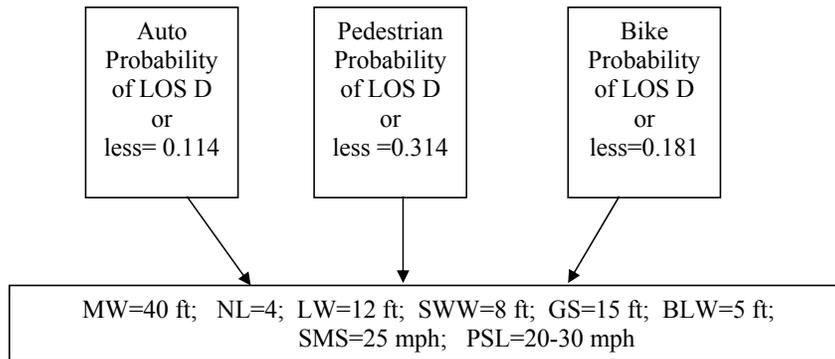 Auto
Probability
of LOS D
or
less= 0.114
Pedestrian
Probability
of LOS D
or
less =0.314
Bike
Probability
of LOS D
or
less=0.181
MW=40 ft; NL=4; LW=12 ft; SWW=8 ft; GS=15 ft; BLW=5 ft;
SMS=25 mph; PSL=20-30 mph